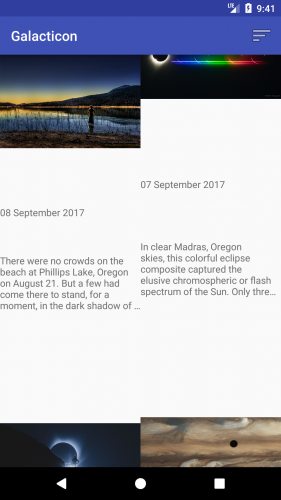 LTE 9:41
Galacticon
07 September 2017
08 September 2017
There were no crowds on the
beach at Phillips Lake, Oregon
on August 21. But a few had
come there to stand, for a
moment, in the dark shadow of ...
In clear Madras, Oregon
skies, this colorful eclipse
composite captured the
elusive chromospheric or flash
spectrum of the Sun. Only thre...